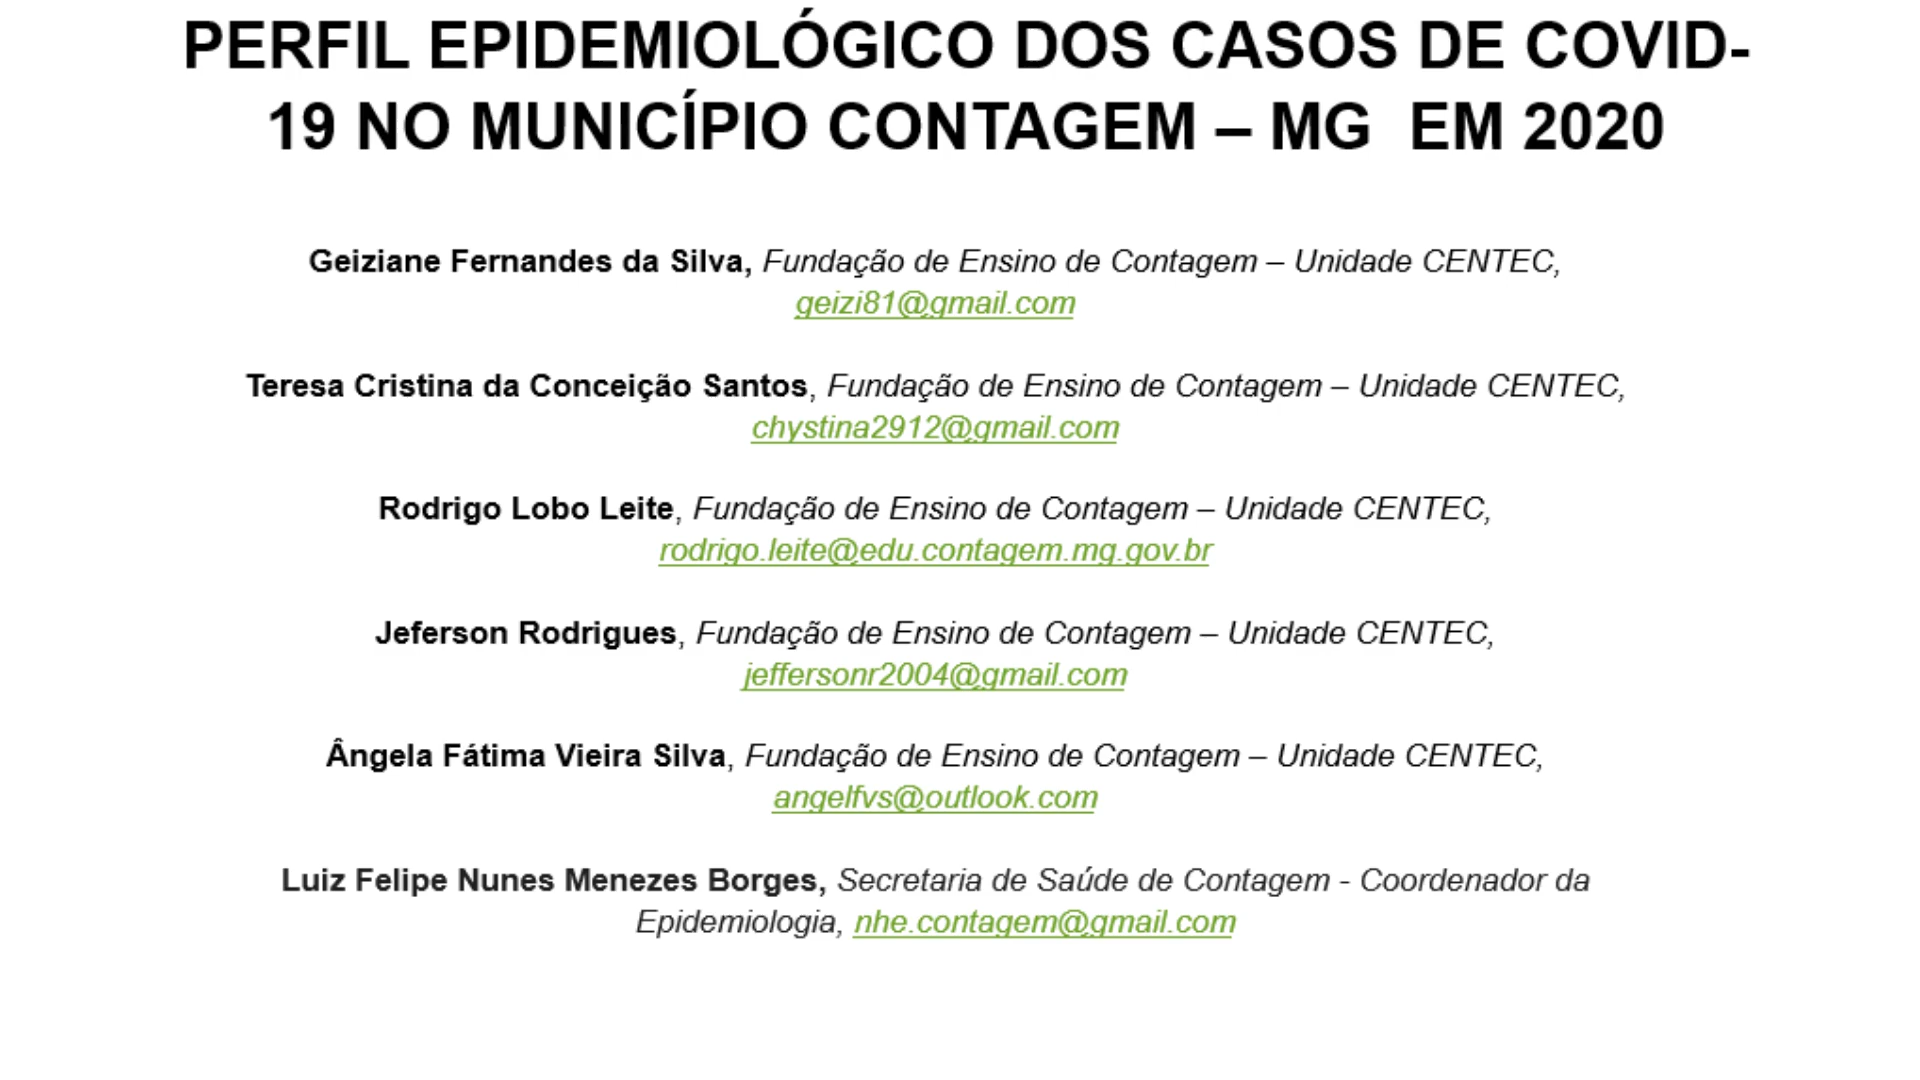 PERFIL EPIDEMIOLÓGICO DOS CASOS DE COVID-
19 NO MUNICÍPIO CONTAGEM – MG  EM 2020
Geiziane Fernandes da Silva, Fundação de Ensino de Contagem – Unidade CENTEC,
geizi81@gmail.com
Teresa Cristina da Conceição Santos, Fundação de Ensino de Contagem – Unidade CENTEC,
chystina2912@gmail.com
Rodrigo Lobo Leite, Fundação de Ensino de Contagem – Unidade CENTEC,
rodrigo.leite@edu.contagem.mg.gov.br
Jeferson Rodrigues, Fundação de Ensino de Contagem – Unidade CENTEC,
jeffersonr2004@gmail.com
Ângela Fátima Vieira Silva, Fundação de Ensino de Contagem – Unidade CENTEC,
angelfvs@outlook.com
Luiz Felipe Nunes Menezes Borges, Secretaria de Saúde de Contagem - Coordenador da
Epidemiologia, nhe.contagem@gmail.com